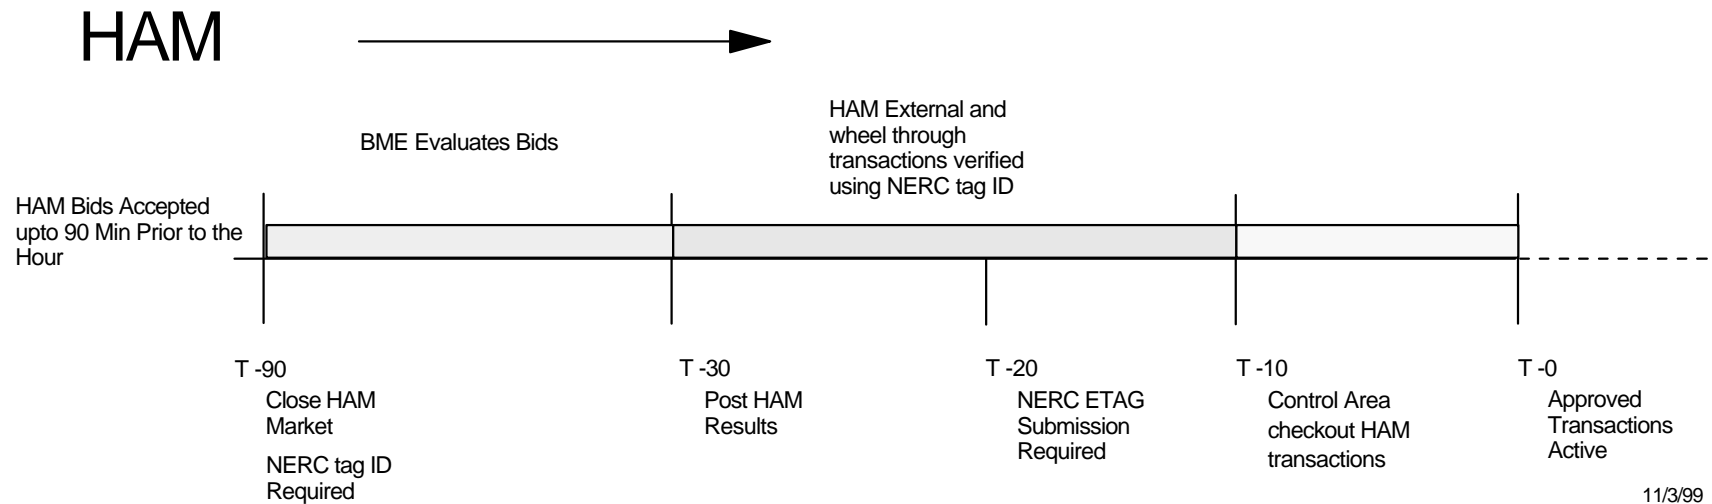 HAM
HAM External and
wheel through
transactions verified
using NERC tag ID
BME Evaluates Bids
HAM Bids Accepted
upto 90 Min Prior to the
Hour
T -90
Close HAM
Market
NERC tag ID
Required
T -30
Post HAM
Results
T -20
NERC ETAG
Submission
Required
T -10
Control Area
checkout HAM
transactions
T -0
Approved
Transactions
Active
11/3/99